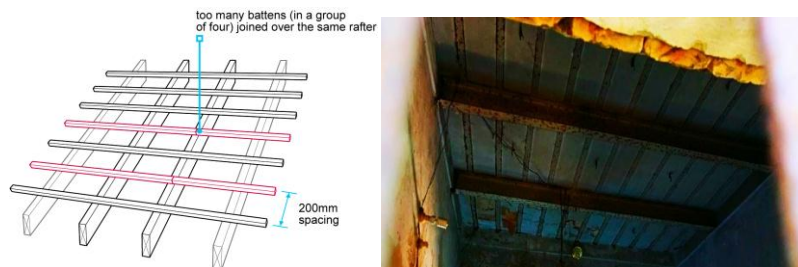 too many battens (in a group
of four) joined over the same rafter
200mm
spacing